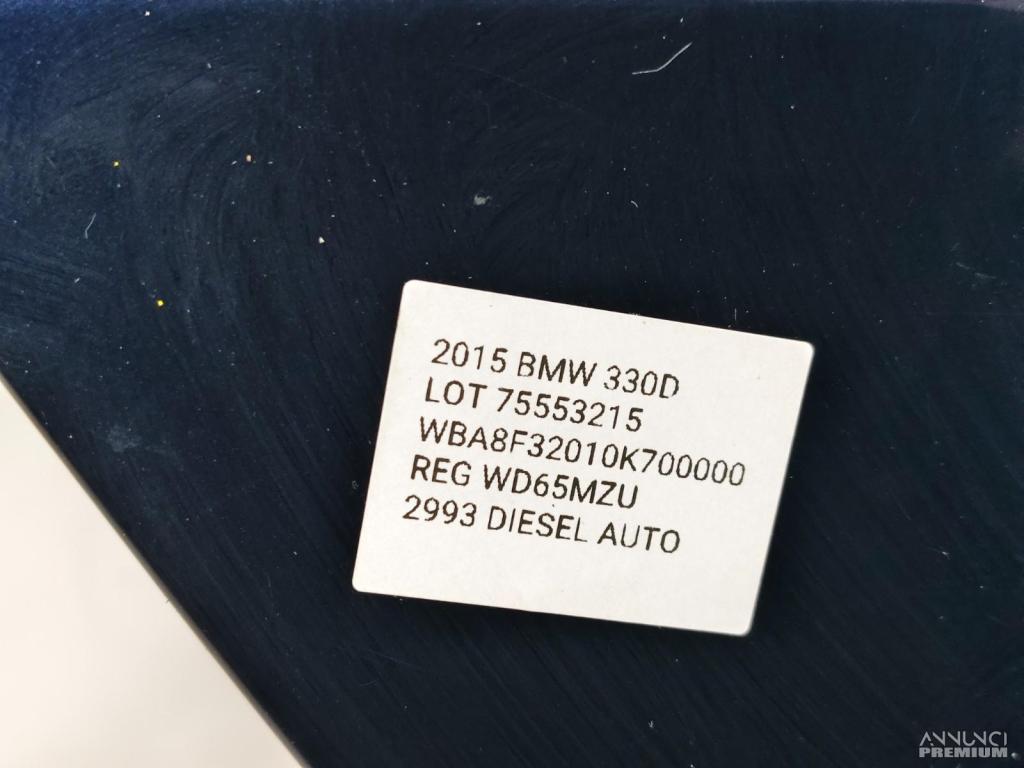 2015 BMW 330D
LOT 75553215
WBA8F32010K700000
REG WD65MZU
2993 DIESEL AUTO
ANNUNCI
PREMIUM